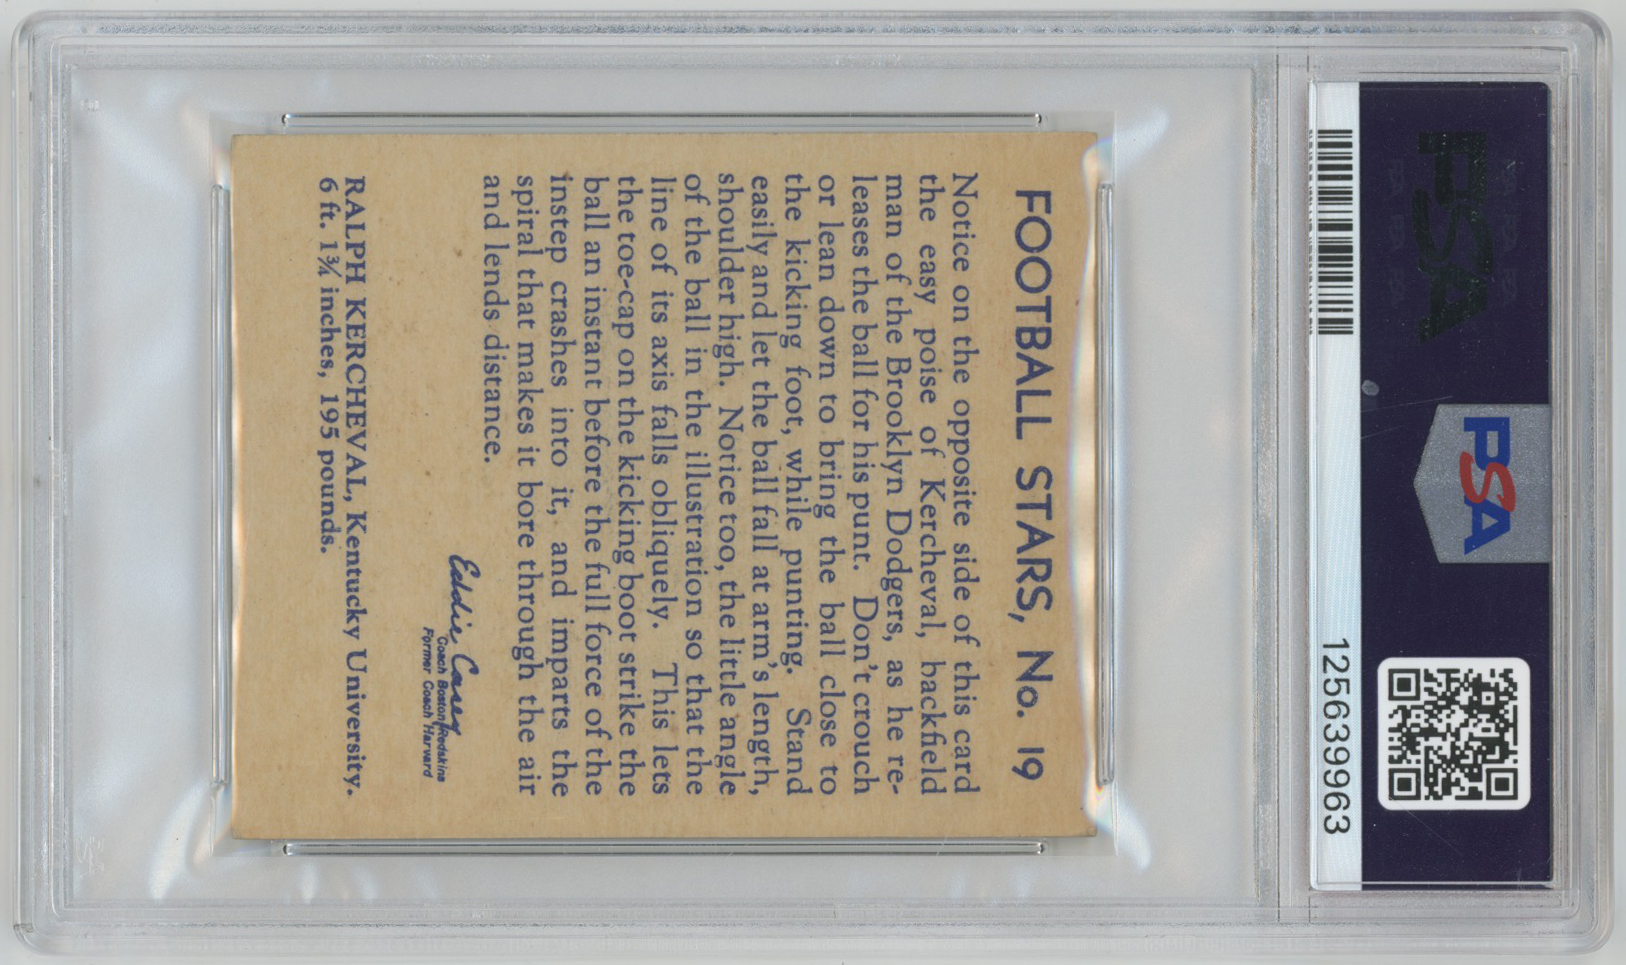 PSA
PSA
125639963
FOOTBALL STARS, No. 19
Notice on the opposite side of this card
the easy poise of Kercheval, backfield
man of the Brooklyn Dodgers, as he re-
leases the ball for his punt. Don't crouch
or lean down to bring the ball close to
the kicking foot, while punting. Stand
easily and let the ball fall at arm's length,
shoulder high. Notice too, the little angle
of the ball in the illustration so that the
line of its axis falls obliquely. This lets
the toe-cap on the kicking boot strike the
ball an instant before the full force of the
instep crashes into it, and imparts the
spiral that makes it bore through the air
and lends distance.
Eddie Casey
Coach Boston Redskins
Former Coach Harvard
RALPH KERCHEVAL, Kentucky University.
6 ft. 1¾ inches, 195 pounds.